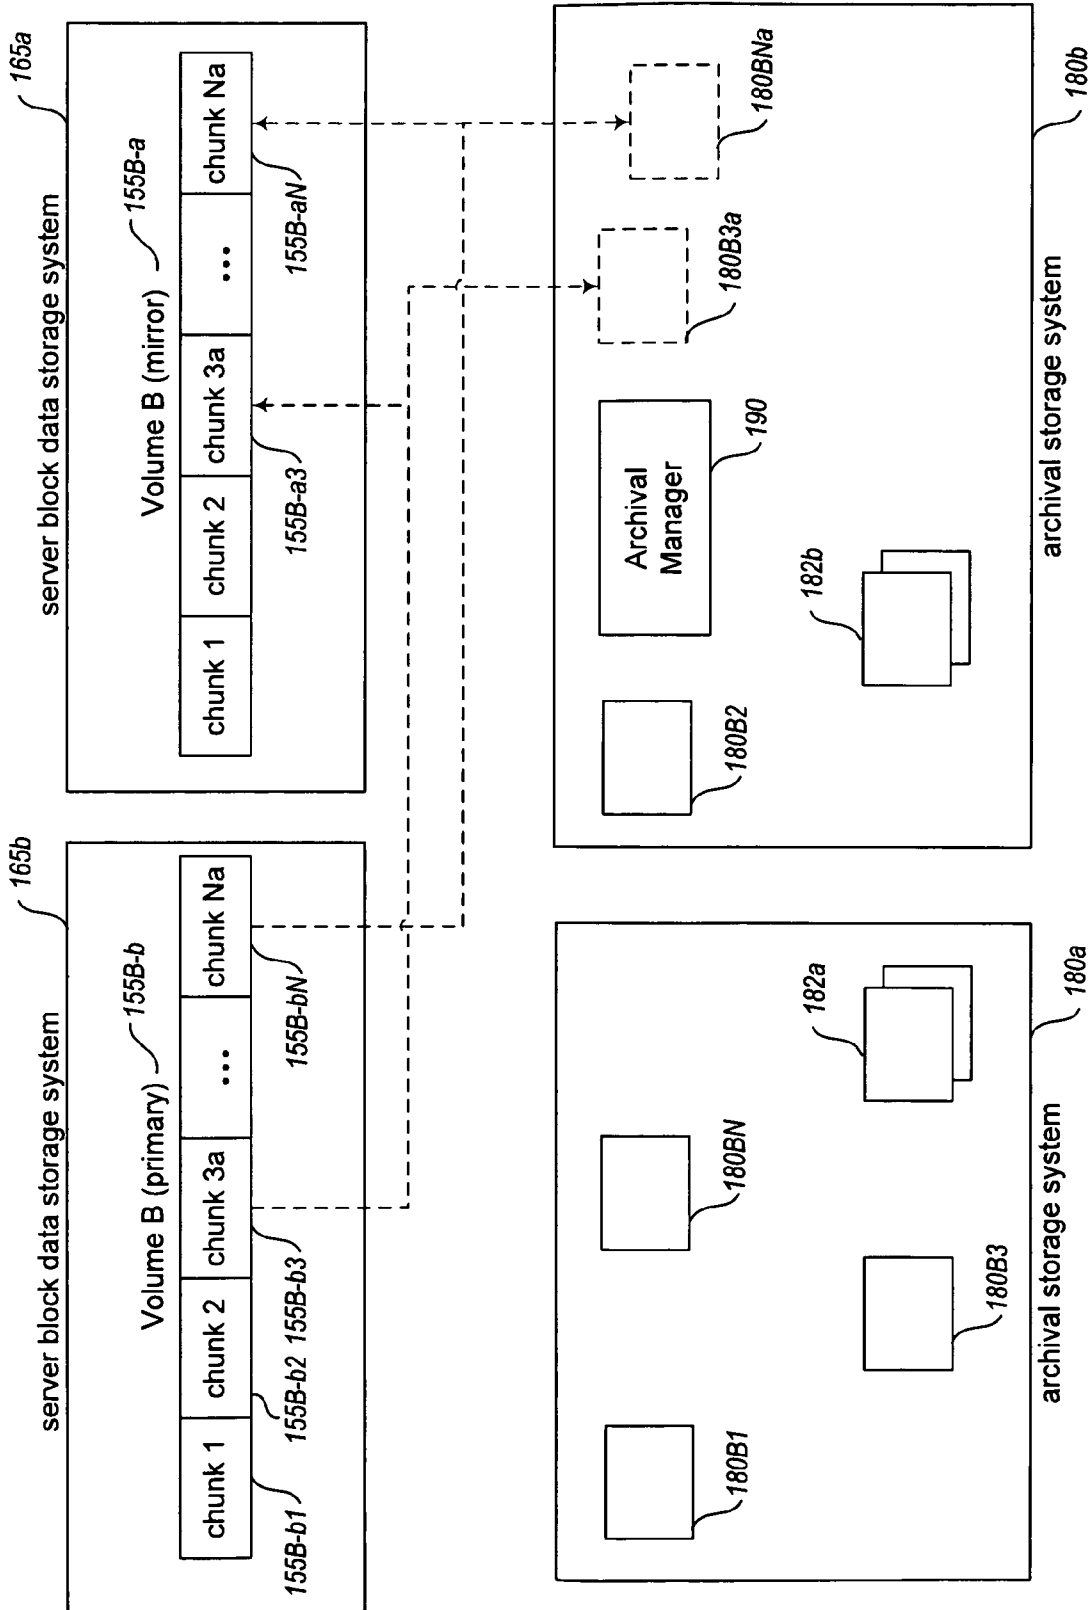 server block data storage system
165b
Volume B (primary)
155B-b
chunk 1
chunk 2
chunk 3a
...
chunk Na
155B-b1
155B-b2
155B-b3
155B-bN
server block data storage system
165a
Volume B (mirror)
155B-a
chunk 1
chunk 2
chunk 3a
...
chunk Na
155B-a3
155B-aN
180B1
180BN
180B3
182a
archival storage system
180a
180B2
Archival
Manager
190
180B3a
180BNa
182b
archival storage system
180b